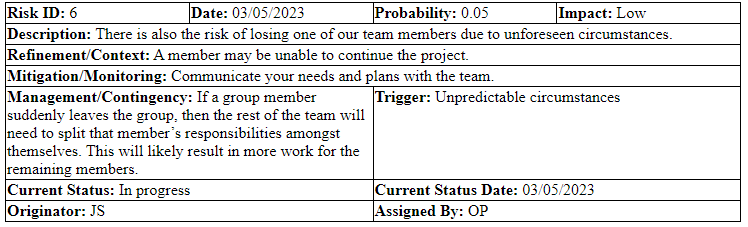 Risk ID: 6 Date: 03/05/2023 Probability: 0.05 Impact: Low
Description: There is also the risk of losing one of our team members due to unforeseen circumstances.
Refinement/Context: A member may be unable to continue the project.
Mitigation/Monitoring: Communicate your needs and plans with the team.
Management/Contingency: If a group member
suddenly leaves the group, then the rest of the team will
need to split that member’s responsibilities amongst
themselves. This will likely result in more work for the
remaining members.
Trigger: Unpredictable circumstances
Current Status: In progress Current Status Date: 03/05/2023
Originator: JS Assigned By: OP